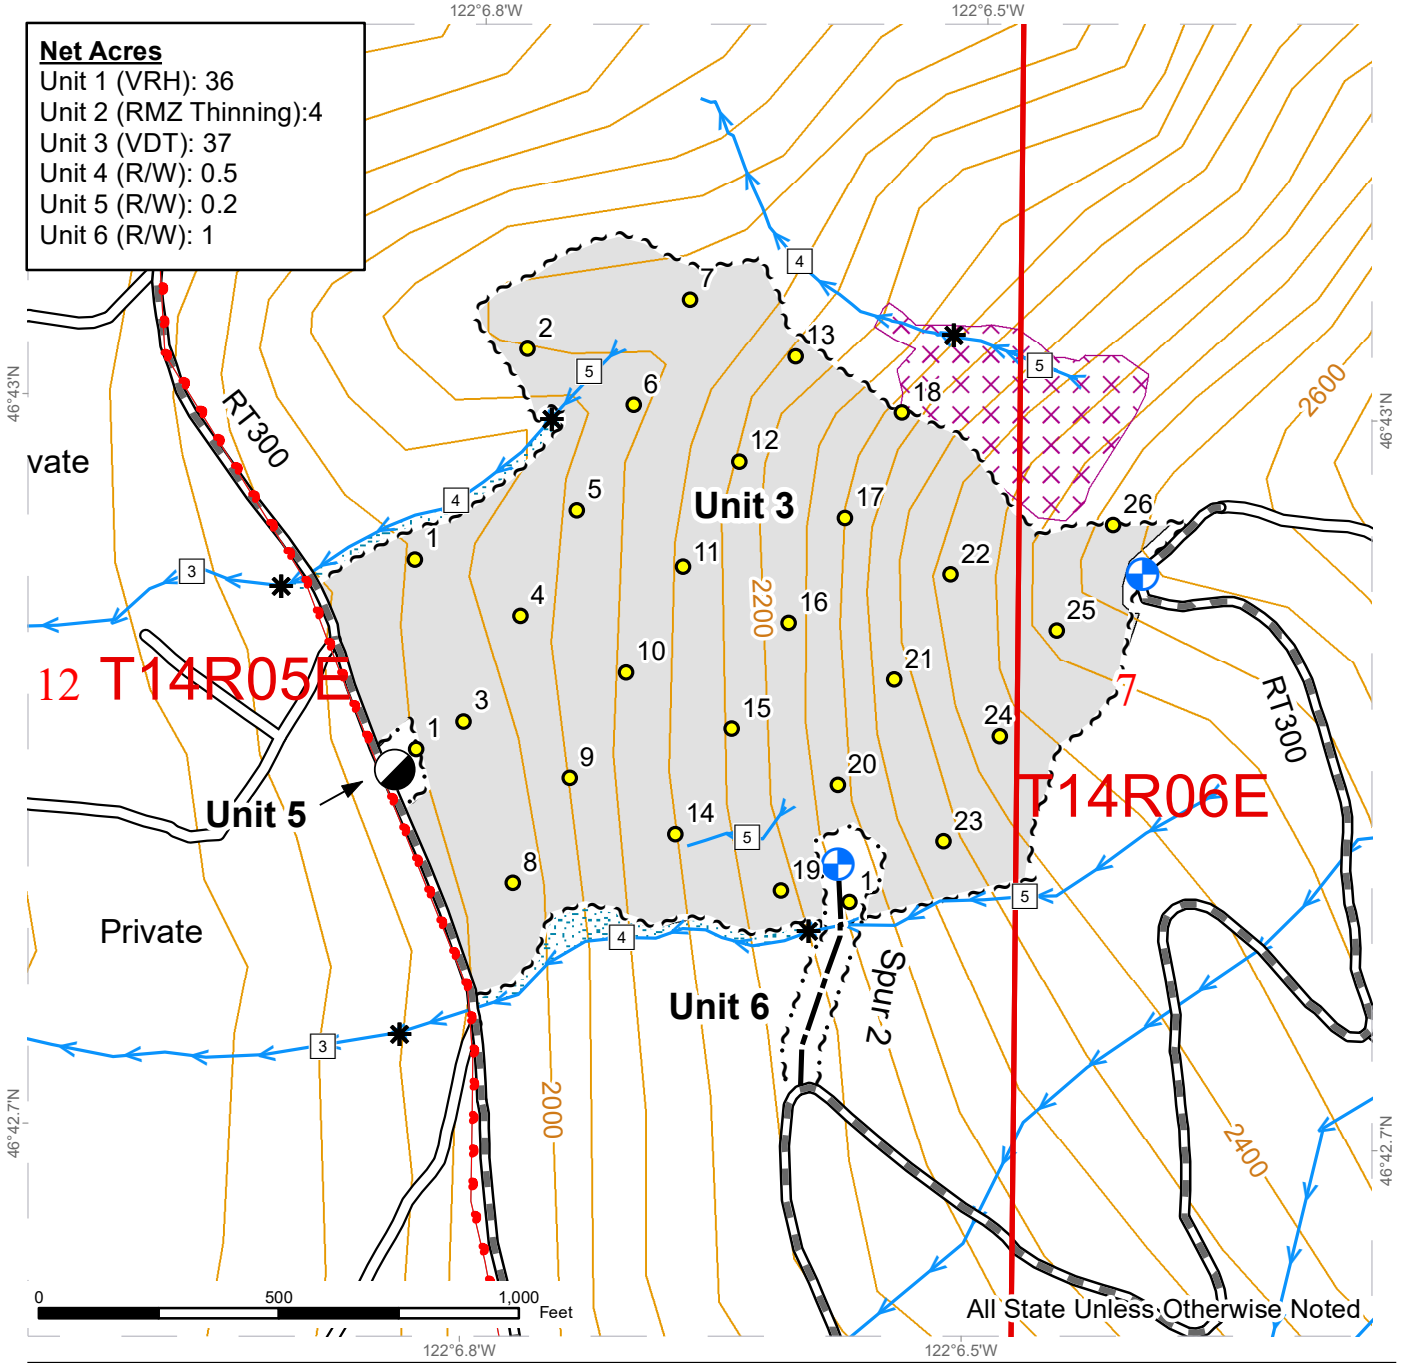 122°6.8'W
122°6.5'W
Net Acres
Unit 1 (VRH): 36
Unit 2 (RMZ Thinning):4
Unit 3 (VDT): 37
Unit 4 (R/W): 0.5
Unit 5 (R/W): 0.2
Unit 6 (R/W): 1
4
7
2
13
5
5
6
18
2600
46°43'N
46°43'N
RT300
vate
12
4
5
Unit 3
17
26
1
11
22
3
2200
4
16
25
12 T14R05E
10
21
7
RT300
3
15
24
1
9
20
T14R06E
Unit 5
14
5
23
8
19
1
5
Private
4
Spur 2
Unit 6
3
2000
46°42.7'N
46°42.7'N
2400
0
500
1,000
Feet
All State Unless Otherwise Noted
122°6.8'W
122°6.5'W